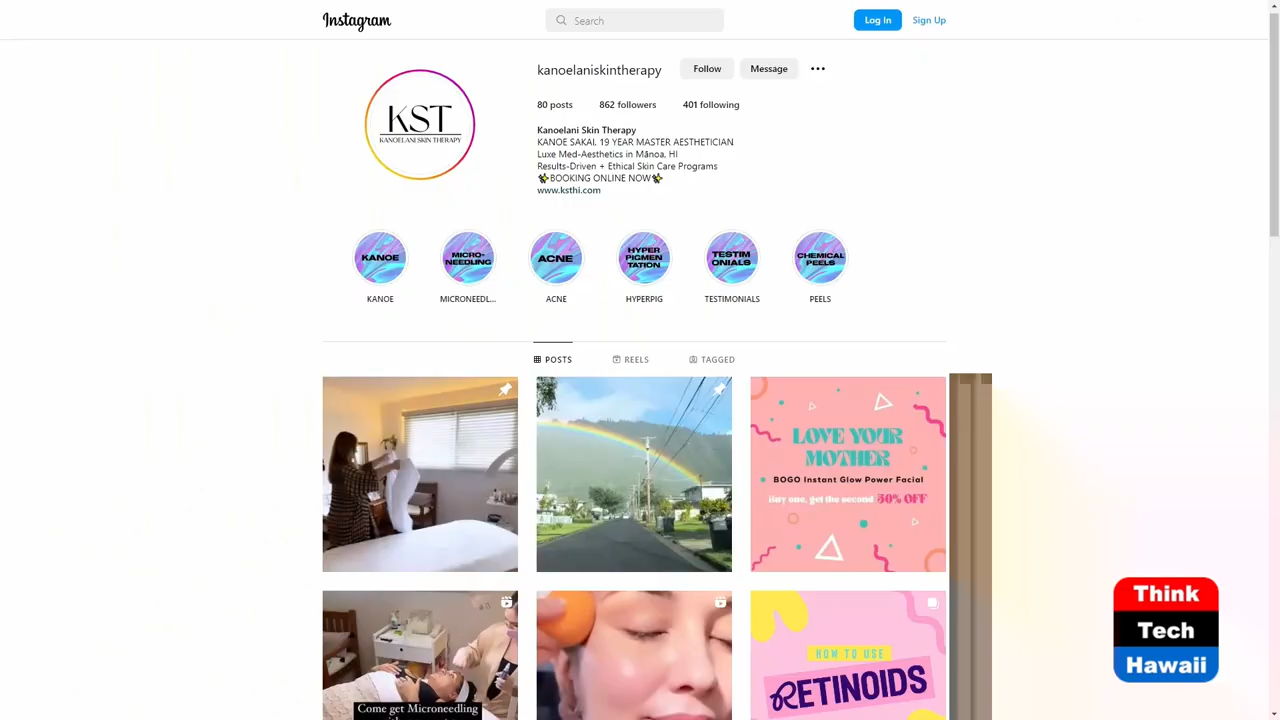 Instagram
Search
Log In
Sign Up
kanoelaniskintherapy
Follow
Message
80 posts
862 followers
401 following
KST
KANOELANI SKIN THERAPY
Kanoelani Skin Therapy
KANOE SAKAI, 19 YEAR MASTER AESTHETICIAN
Luxe Med-Aesthetics in Mānoa, HI
Results-Driven + Ethical Skin Care Programs
✨BOOKING ONLINE NOW✨
www.ksthi.com
KANOE
MICRO-
NEEDLING
ACNE
HYPER
PIGMEN
TATION
TESTIM
ONIALS
CHEMICAL
PEELS
KANOE
MICRONEEDL...
ACNE
HYPERPIG
TESTIMONIALS
PEELS
POSTS
REELS
TAGGED
LOVE YOUR
MOTHER
BOGO Instant Glow Power Facial
Buy one, get the second 50% OFF
Come get Microneedling
HOW TO USE
RETINOIDS
Think
Tech
Hawaii